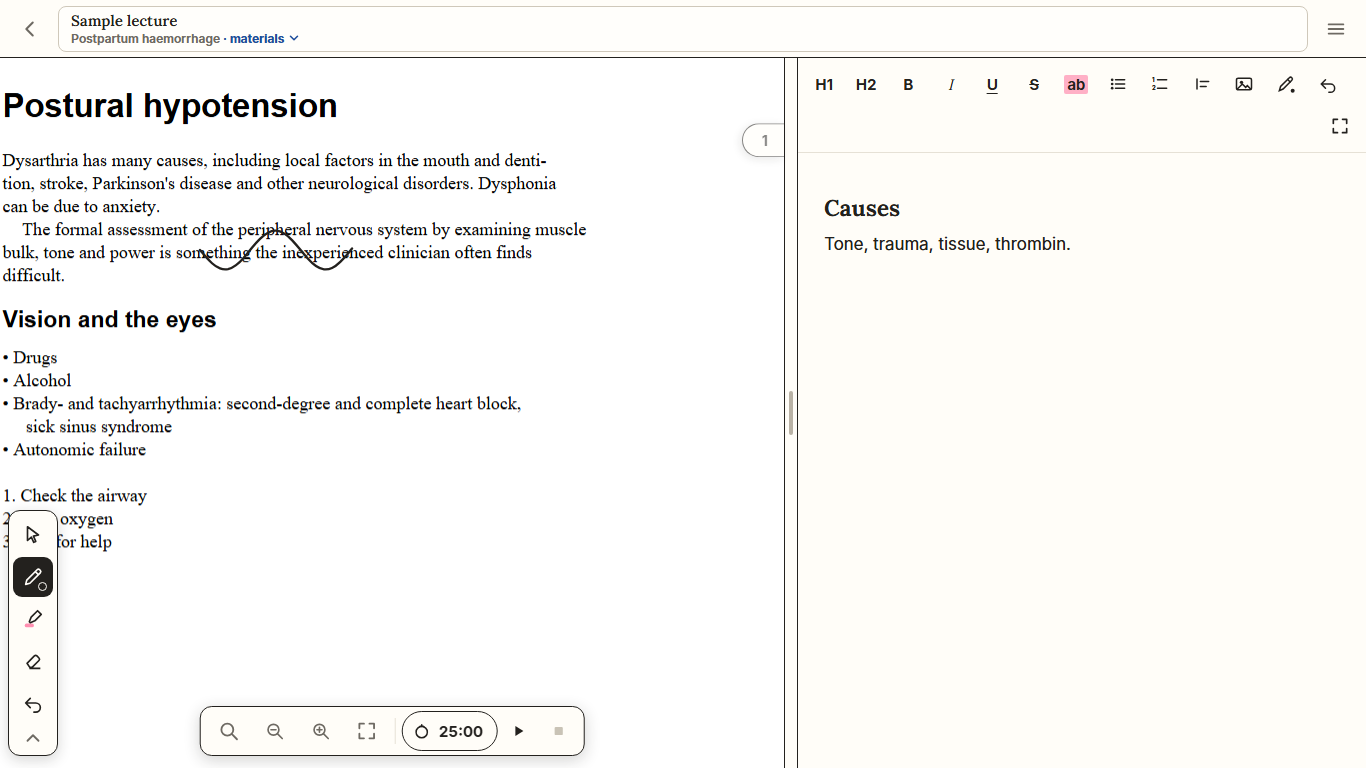 Sample lecture
Postpartum haemorrhage · materials
Postural hypotension
1
Dysarthria has many causes, including local factors in the mouth and denti-
tion, stroke, Parkinson's disease and other neurological disorders. Dysphonia
can be due to anxiety.
The formal assessment of the peripheral nervous system by examining muscle
bulk, tone and power is something the inexperienced clinician often finds
difficult.
Vision and the eyes
• Drugs
• Alcohol
• Brady- and tachyarrhythmia: second-degree and complete heart block,
sick sinus syndrome
• Autonomic failure
1. Check the airway
oxygen
for help
25:00
H1 H2 B I U S ab
Causes
Tone, trauma, tissue, thrombin.